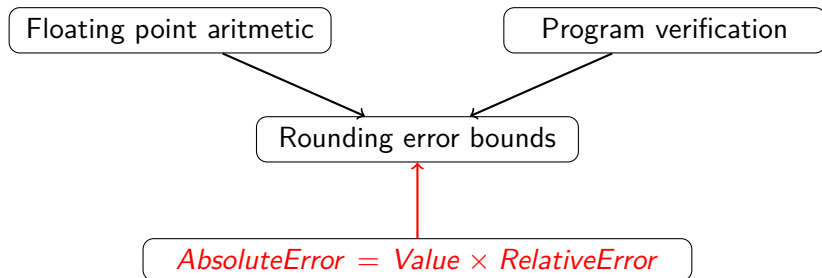 Floating point aritmetic
Program verification
Rounding error bounds
AbsoluteError = Value × RelativeError